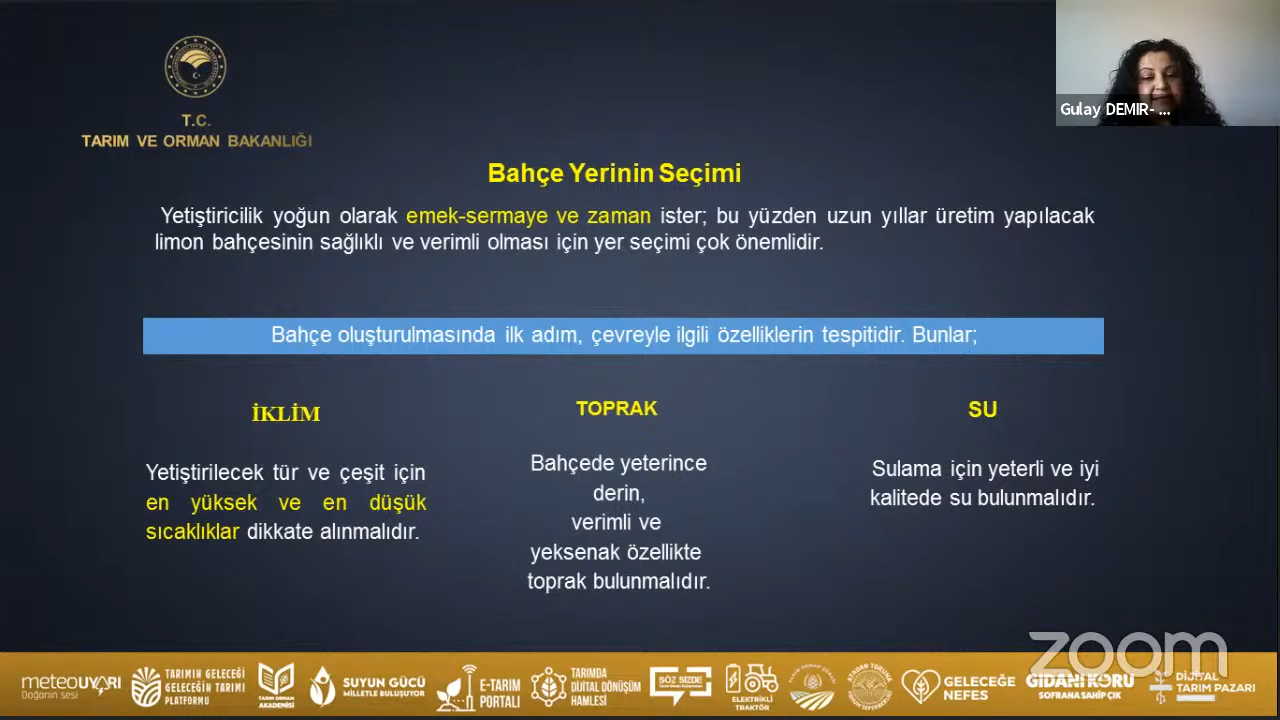 T.C.
TARIM VE ORMAN BAKANLIĞI
Gulay DEMIR- ...
Bahçe Yerinin Seçimi
Yetiştiricilik yoğun olarak emek-sermaye ve zaman ister; bu yüzden uzun yıllar üretim yapılacak
limon bahçesinin sağlıklı ve verimli olması için yer seçimi çok önemlidir.
Bahçe oluşturulmasında ilk adım, çevreyle ilgili özelliklerin tespitidir. Bunlar;
İKLİM
Yetiştirilecek tür ve çeşit için
en yüksek ve en düşük
sıcaklıklar dikkate alınmalıdır.
TOPRAK
Bahçede yeterince
derin,
verimli ve
yeksenak özellikte
toprak bulunmalıdır.
SU
Sulama için yeterli ve iyi
kalitede su bulunmalıdır.
zoom
meteoUYARI
Doğanın sesi
TARIMIN GELECEĞİ
GELECEĞİN TARIMI
PLATFORMU
TARIM ORMAN
AKADEMİSİ
SUYUN GÜCÜ
MİLLETLE BULUŞUYOR
E-TARIM
PORTALI
TARIMDA
DİJİTAL DÖNÜŞÜM
HAMLESİ
SÖZ SİZDE
ELEKTRİKLİ
TRAKTÖR
GELECEĞE
NEFES
GIDANI KORU
SOFRANA SAHİP ÇIK
DİJİTAL
TARIM PAZARI